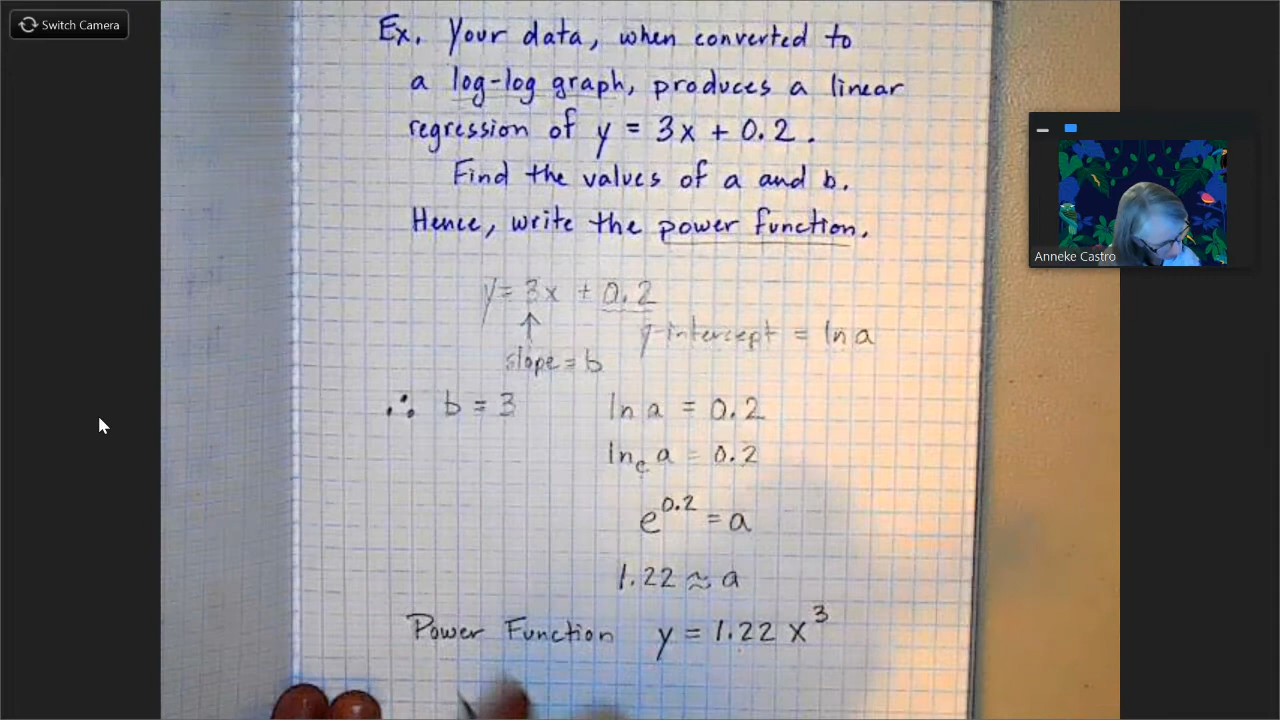 Switch Camera
Ex. Your data, when converted to
a log-log graph, produces a linear
regression of y = 3x + 0.2.
Find the values of a and b.
Hence, write the power function.
y = 3x + 0.2
↑
y-intercept = ln a
slope = b
∴ b = 3
ln a = 0.2
lnₑ a = 0.2
e^0.2 = a
1.22 ≈ a
Power Function y = 1.22 x³
Anneke Castro